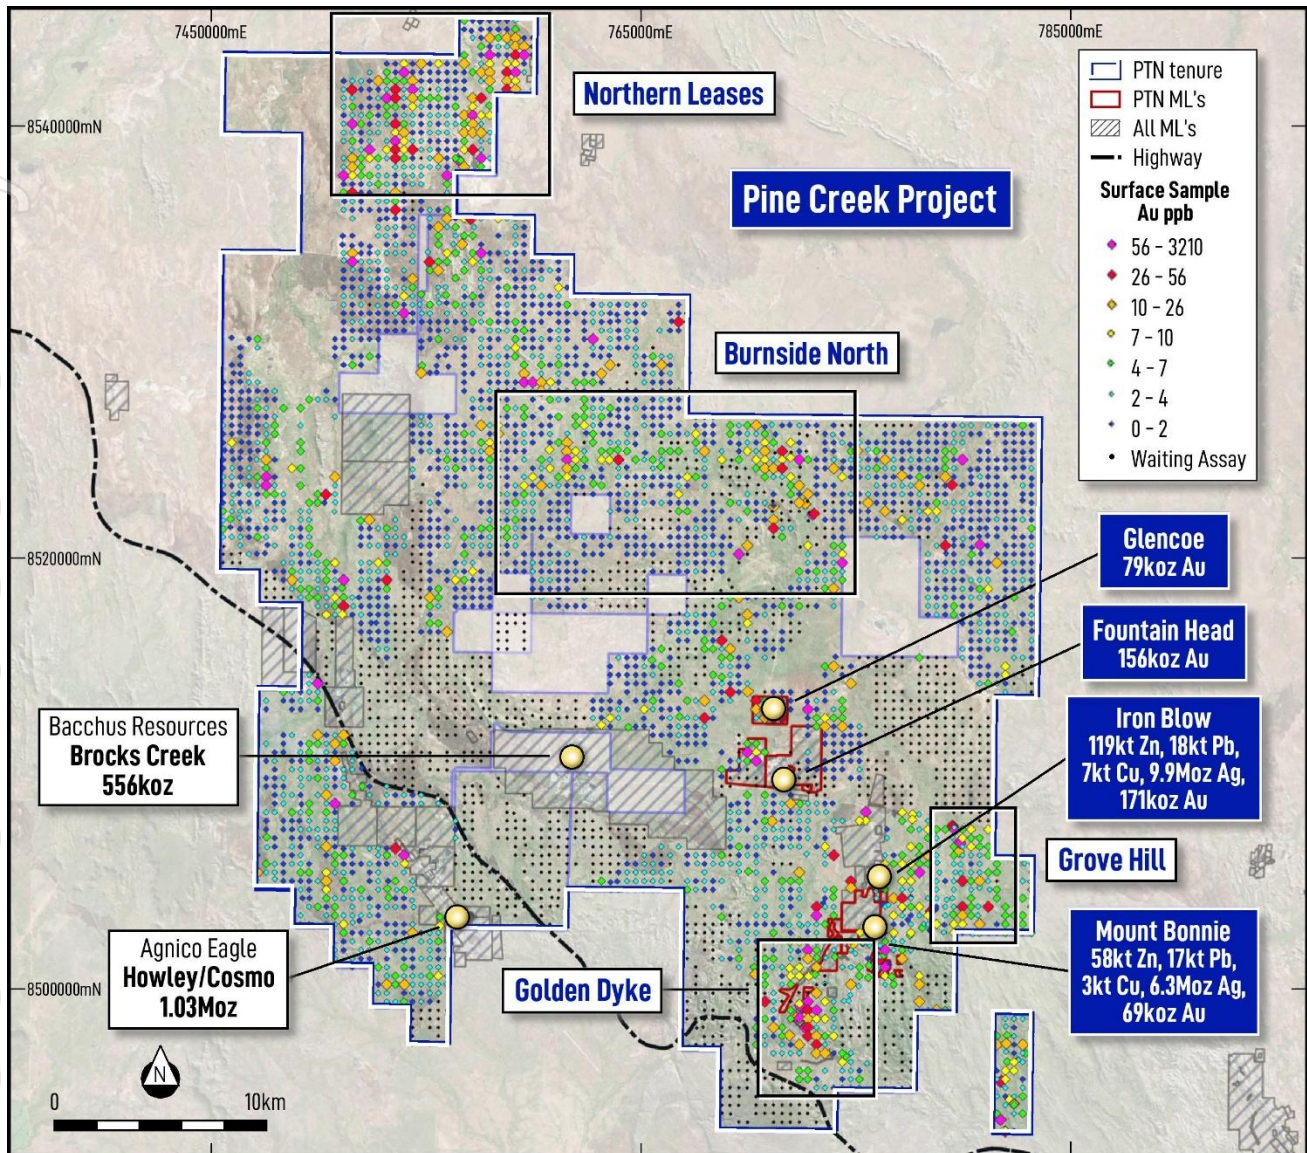 7450000mE
765000mE
785000mE
8540000mN
8520000mN
8500000mN
Northern Leases
Pine Creek Project
Burnside North
PTN tenure
PTN ML's
All ML's
Highway
Surface Sample
Au ppb
56 - 3210
26 - 56
10 - 26
7 - 10
4 - 7
2 - 4
0 - 2
Waiting Assay
Glencoe
79koz Au
Fountain Head
156koz Au
Iron Blow
119kt Zn, 18kt Pb,
7kt Cu, 9.9Moz Ag,
171koz Au
Bacchus Resources
Brocks Creek
556koz
Grove Hill
Agnico Eagle
Howley/Cosmo
1.03Moz
Golden Dyke
Mount Bonnie
58kt Zn, 17kt Pb,
3kt Cu, 6.3Moz Ag,
69koz Au
N
0
10km